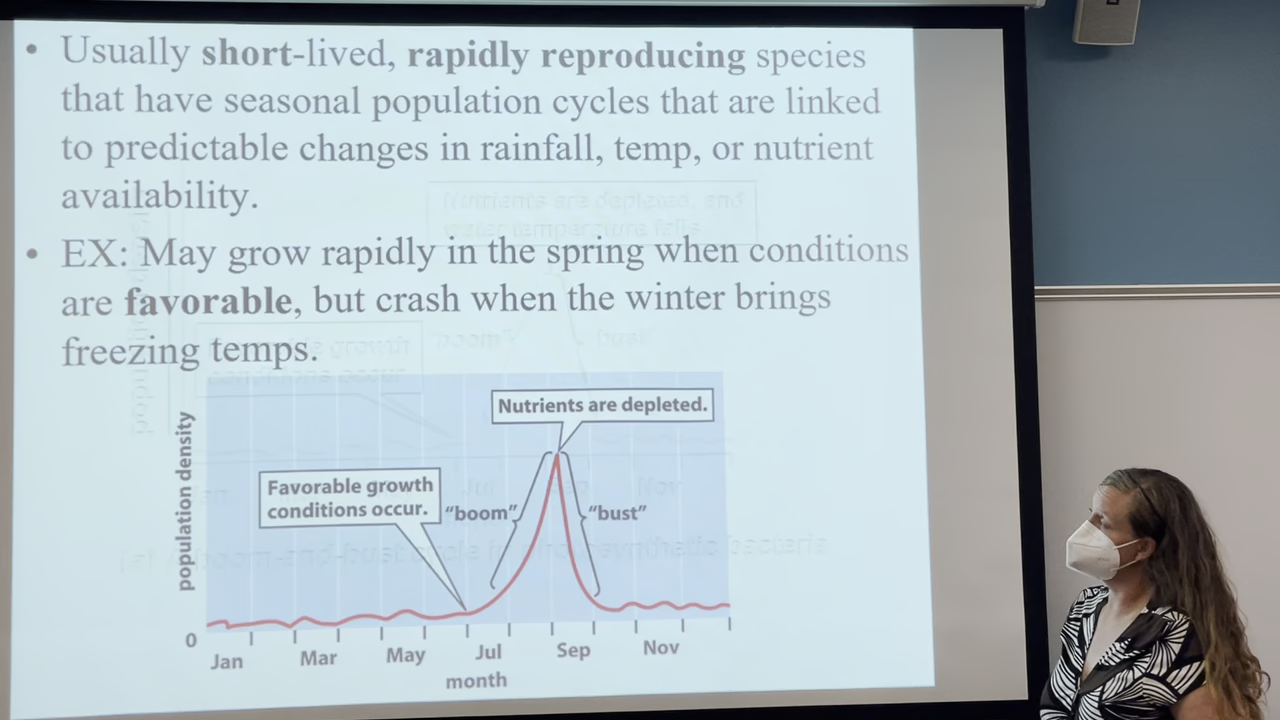 • Usually short-lived, rapidly reproducing species
that have seasonal population cycles that are linked
to predictable changes in rainfall, temp, or nutrient
availability.
• EX: May grow rapidly in the spring when conditions
are favorable, but crash when the winter brings
freezing temps.
Nutrients are depleted.
Favorable growth
conditions occur.
"boom"
"bust"
population density
0
Jan Mar May Jul Sep Nov
month